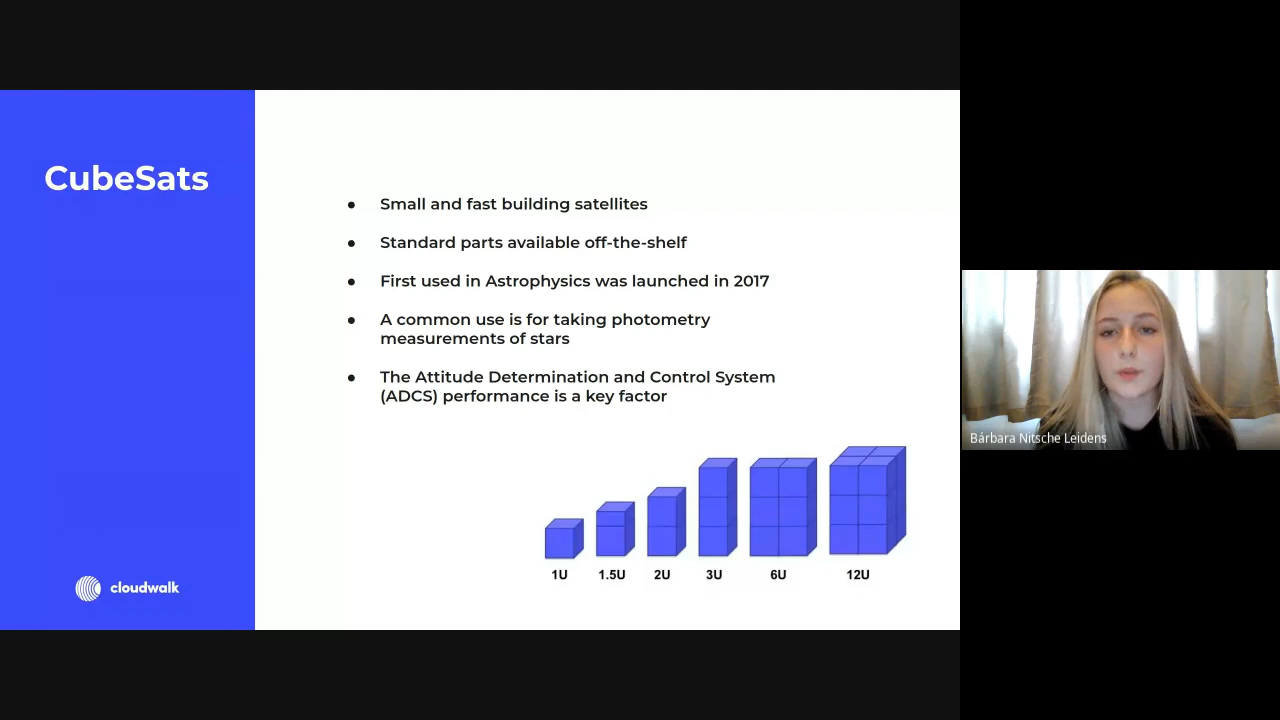 CubeSats
● Small and fast building satellites
● Standard parts available off-the-shelf
● First used in Astrophysics was launched in 2017
● A common use is for taking photometry
measurements of stars
● The Attitude Determination and Control System
(ADCS) performance is a key factor
1U 1.5U 2U 3U 6U 12U
cloudwalk
Bárbara Nitsche Leidens